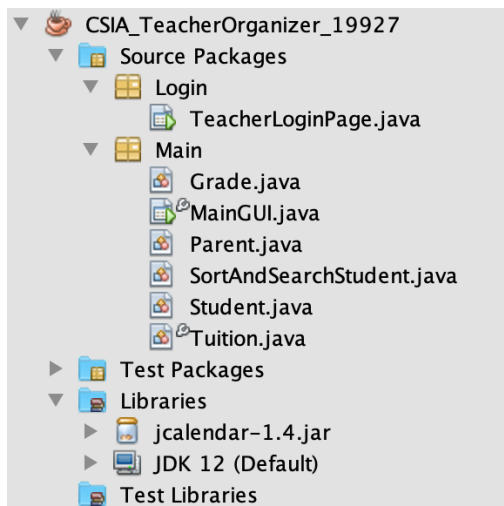 CSIA_TeacherOrganizer_19927
Source Packages
Login
TeacherLoginPage.java
Main
Grade.java
MainGUI.java
Parent.java
SortAndSearchStudent.java
Student.java
Tuition.java
Test Packages
Libraries
jcalendar-1.4.jar
JDK 12 (Default)
Test Libraries